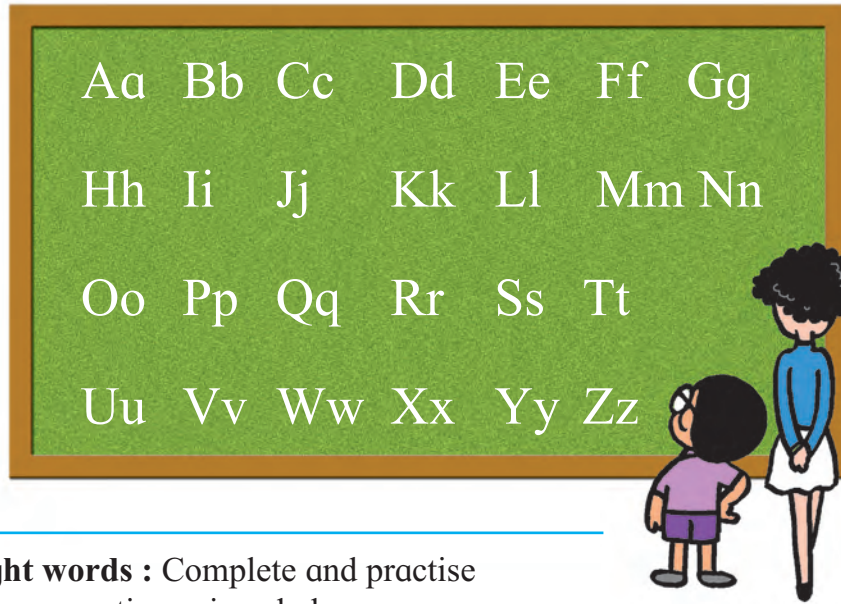 Aa Bb Cc Dd Ee Ff Gg
Hh Ii Jj Kk Ll Mm Nn
Oo Pp Qq Rr Ss Tt
Uu Vv Ww Xx Yy Zz
words : Complete and practise